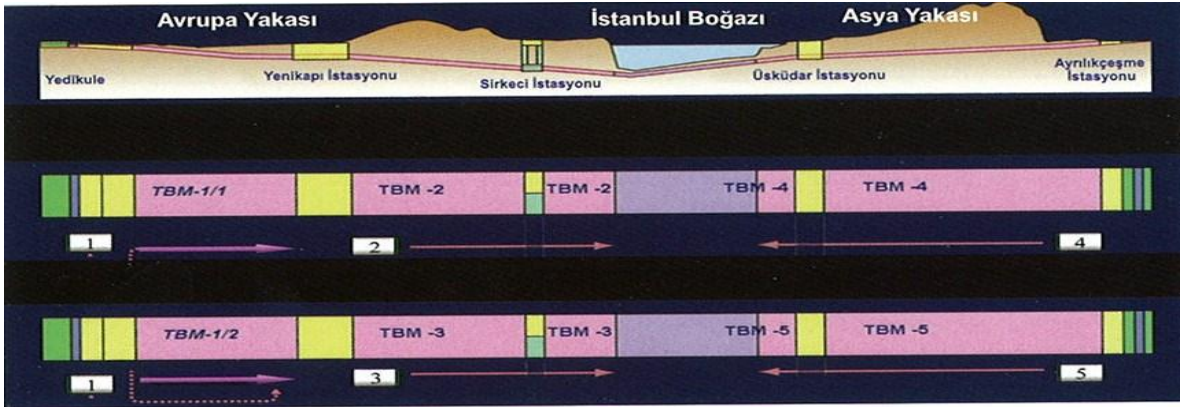 Avrupa Yakası İstanbul Boğazı Asya Yakası
Yedikule Yenikapı İstasyonu Sirkeci İstasyonu Üsküdar İstasyonu Ayrılıkçeşme İstasyonu
TBM-1/1 TBM -2 TBM -2 TBM -4 TBM -4
1 2 4
TBM-1/2 TBM -3 TBM -3 TBM -5 TBM -5
1 3 5